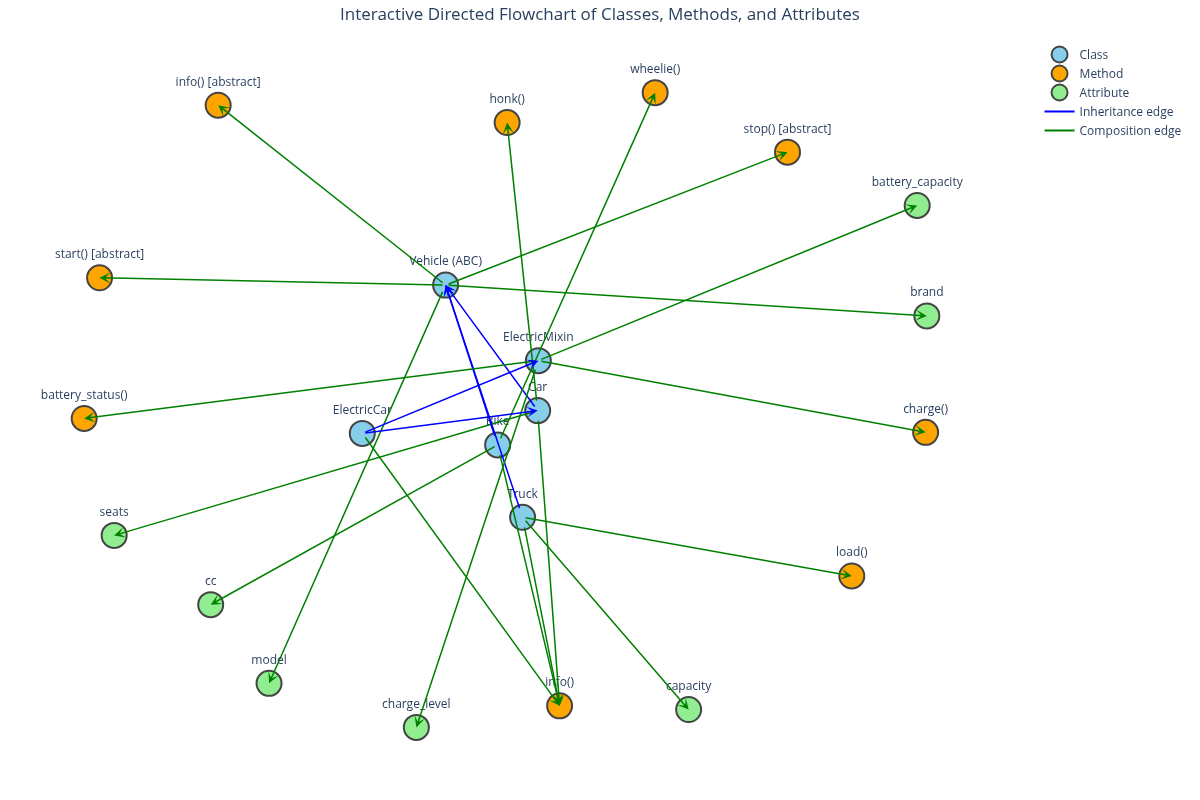 Interactive Directed Flowchart of Classes, Methods, and Attributes
Class
Method
Attribute
Inheritance edge
Composition edge
wheelie()
info() [abstract]
honk()
stop() [abstract]
battery_capacity
start() [abstract]
Vehicle (ABC)
brand
ElectricMixin
Car
battery_status()
ElectricCar
charge()
Bike
Truck
seats
load()
cc
model
info()
capacity
charge_level